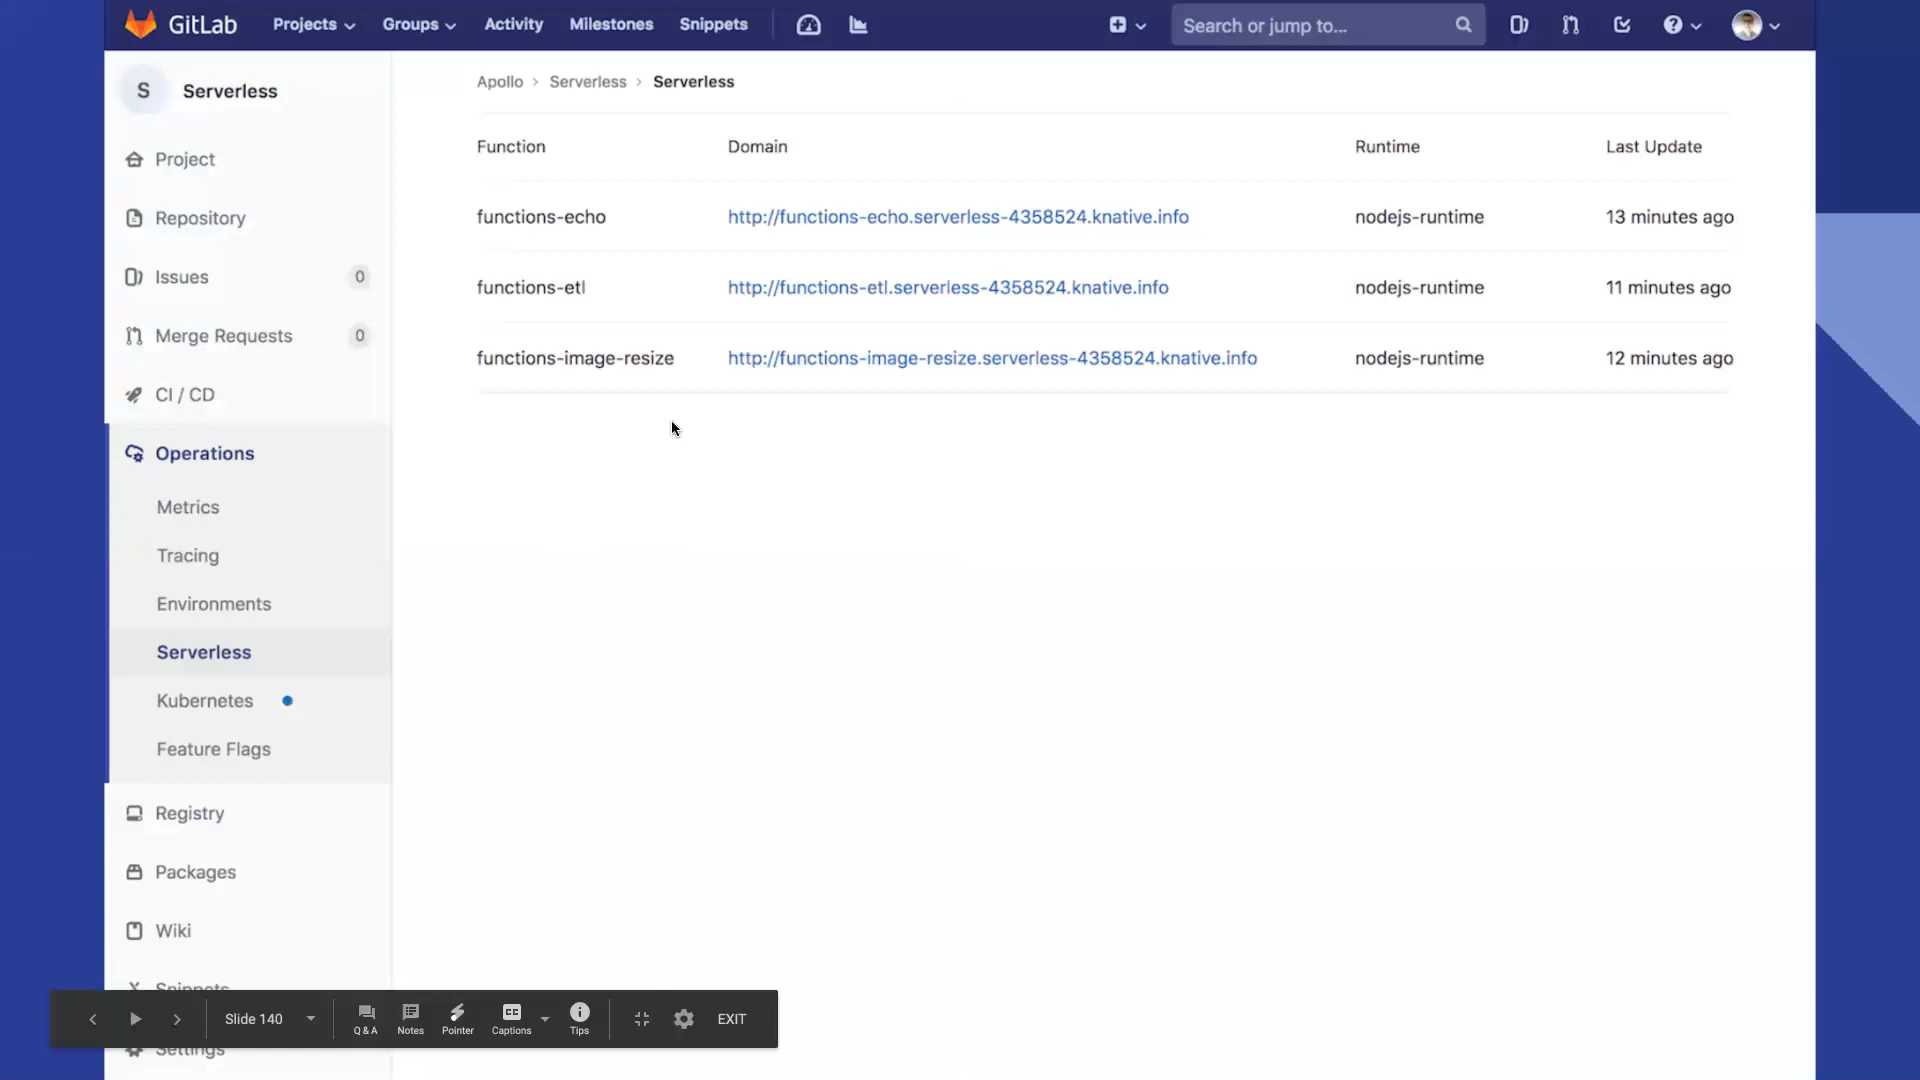 GitLab Projects Groups Activity Milestones Snippets Search or jump to...
S Serverless
Apollo > Serverless > Serverless
Project
Repository
Issues 0
Merge Requests 0
CI / CD
Operations
Metrics
Tracing
Environments
Serverless
Kubernetes
Feature Flags
Registry
Packages
Wiki
Snippets
Settings
Function Domain Runtime Last Update
functions-echo http://functions-echo.serverless-4358524.knative.info nodejs-runtime 13 minutes ago
functions-etl http://functions-etl.serverless-4358524.knative.info nodejs-runtime 11 minutes ago
functions-image-resize http://functions-image-resize.serverless-4358524.knative.info nodejs-runtime 12 minutes ago
Slide 140 Q & A Notes Pointer Captions Tips EXIT